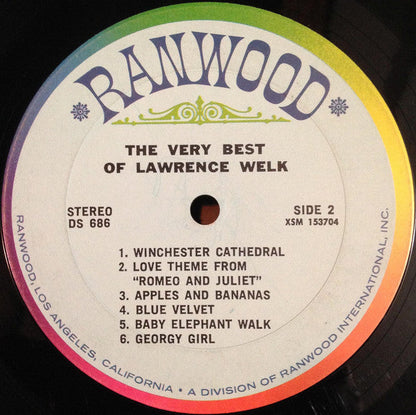 RANWOOD
THE VERY BEST
OF LAWRENCE WELK
STEREO
DS 686
SIDE 2
XSM 153704
1. WINCHESTER CATHEDRAL
2. LOVE THEME FROM
"ROMEO AND JULIET"
3. APPLES AND BANANAS
4. BLUE VELVET
5. BABY ELEPHANT WALK
6. GEORGY GIRL
RANWOOD, LOS ANGELES, CALIFORNIA • A DIVISION OF RANWOOD INTERNATIONAL, INC.